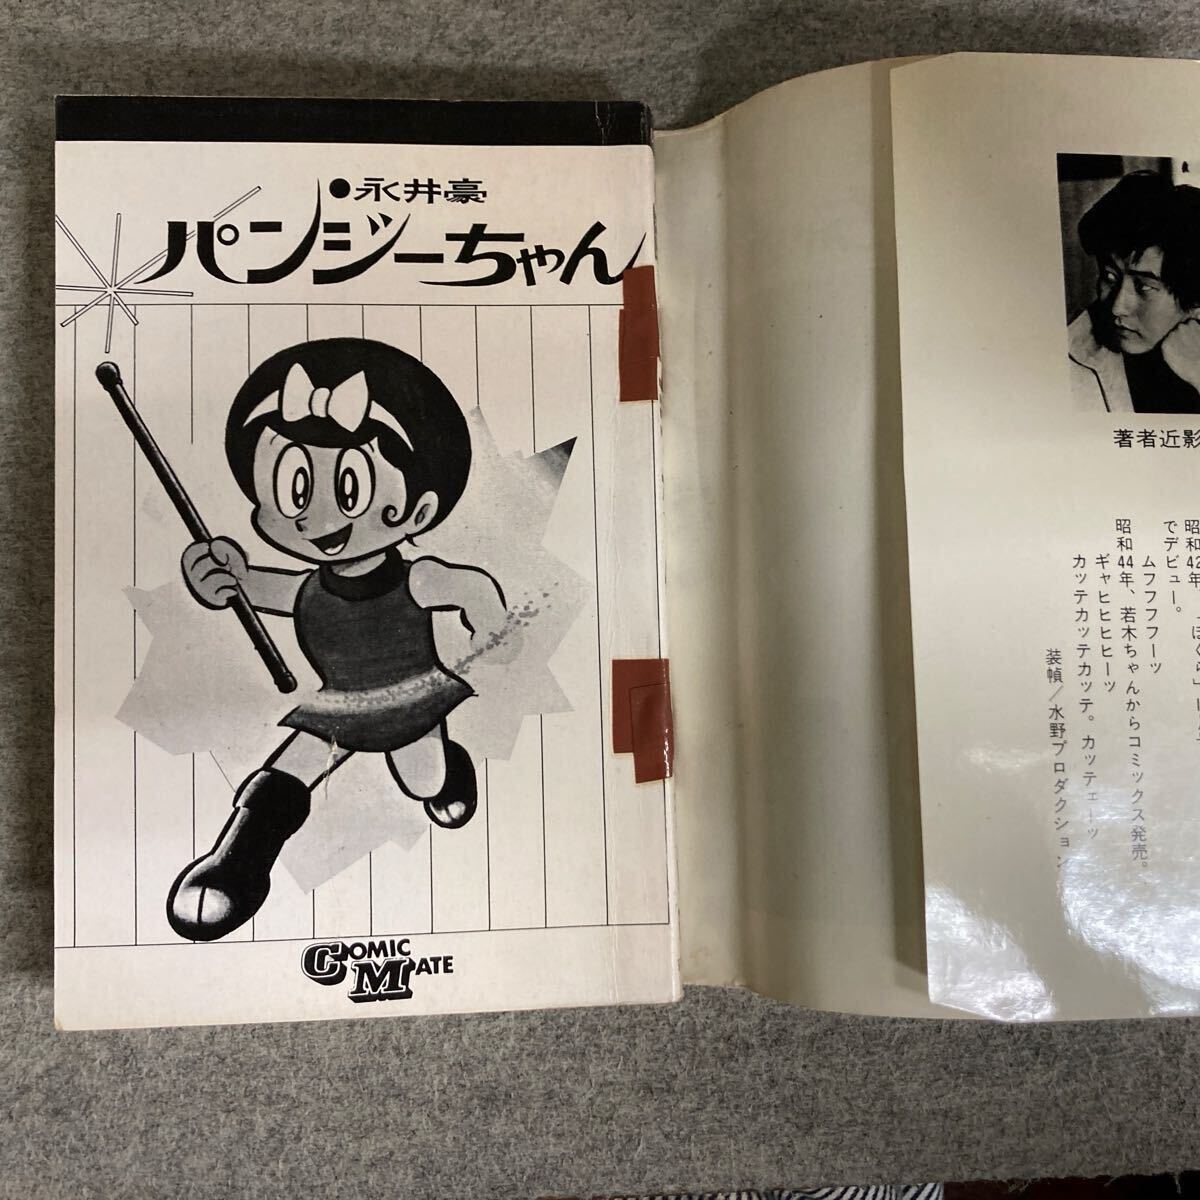 ●永井豪
パンジーちゃん
COMIC
MATE
著者近影
昭和42年
でデビュー。
ムフフフフーッ
昭和44年、若木ちゃんからコミックス発売。
ギャヒヒヒヒーッ
カッテカッテカッテ。カッテェーッ
装幀/水野プロダクション